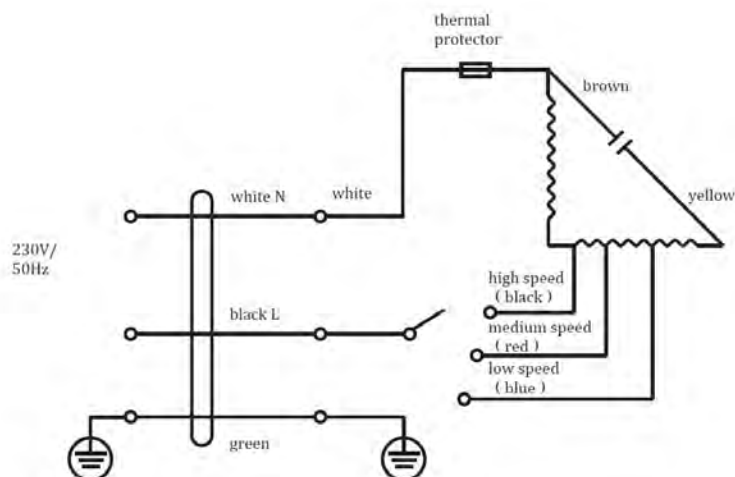 thermal
protector
brown
yellow
white N
white
230V/
50Hz
high speed
( black )
black L
medium speed
( red )
low speed
( blue )
green